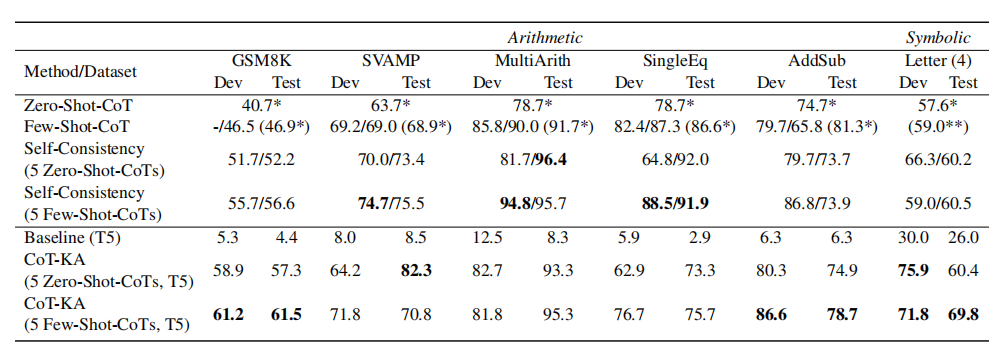 Arithmetic Symbolic
Method/Dataset GSM8K SVAMP MultiArith SingleEq AddSub Letter (4)
Dev Test Dev Test Dev Test Dev Test Dev Test Dev Test
Zero-Shot-CoT 40.7* 63.7* 78.7* 78.7* 74.7* 57.6*
Few-Shot-CoT -/46.5 (46.9*) 69.2/69.0 (68.9*) 85.8/90.0 (91.7*) 82.4/87.3 (86.6*) 79.7/65.8 (81.3*) (59.0**)
Self-Consistency
(5 Zero-Shot-CoTs) 51.7/52.2 70.0/73.4 81.7/96.4 64.8/92.0 79.7/73.7 66.3/60.2
Self-Consistency
(5 Few-Shot-CoTs) 55.7/56.6 74.7/75.5 94.8/95.7 88.5/91.9 86.8/73.9 59.0/60.5
Baseline (T5) 5.3 4.4 8.0 8.5 12.5 8.3 5.9 2.9 6.3 6.3 30.0 26.0
CoT-KA
(5 Zero-Shot-CoTs, T5) 58.9 57.3 64.2 82.3 82.7 93.3 62.9 73.3 80.3 74.9 75.9 60.4
CoT-KA
(5 Few-Shot-CoTs, T5) 61.2 61.5 71.8 70.8 81.8 95.3 76.7 75.7 86.6 78.7 71.8 69.8